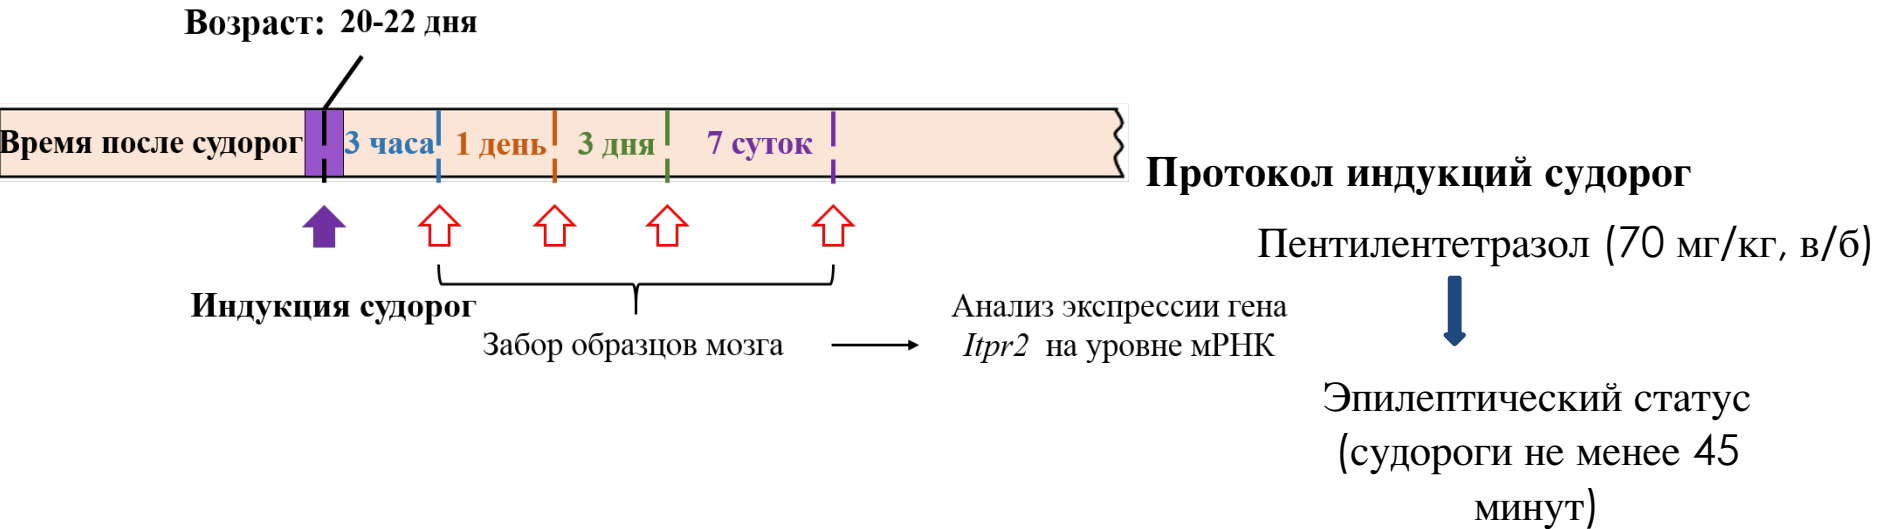 Возраст: 20-22 дня
Время после судорог 3 часа 1 день 3 дня 7 суток
Индукция судорог
Забор образцов мозга
Анализ экспрессии гена
Itpr2 на уровне мРНК
Протокол индукций судорог
Пентилентетразол (70 мг/кг, в/б)
Эпилептический статус
(судороги не менее 45
минут)